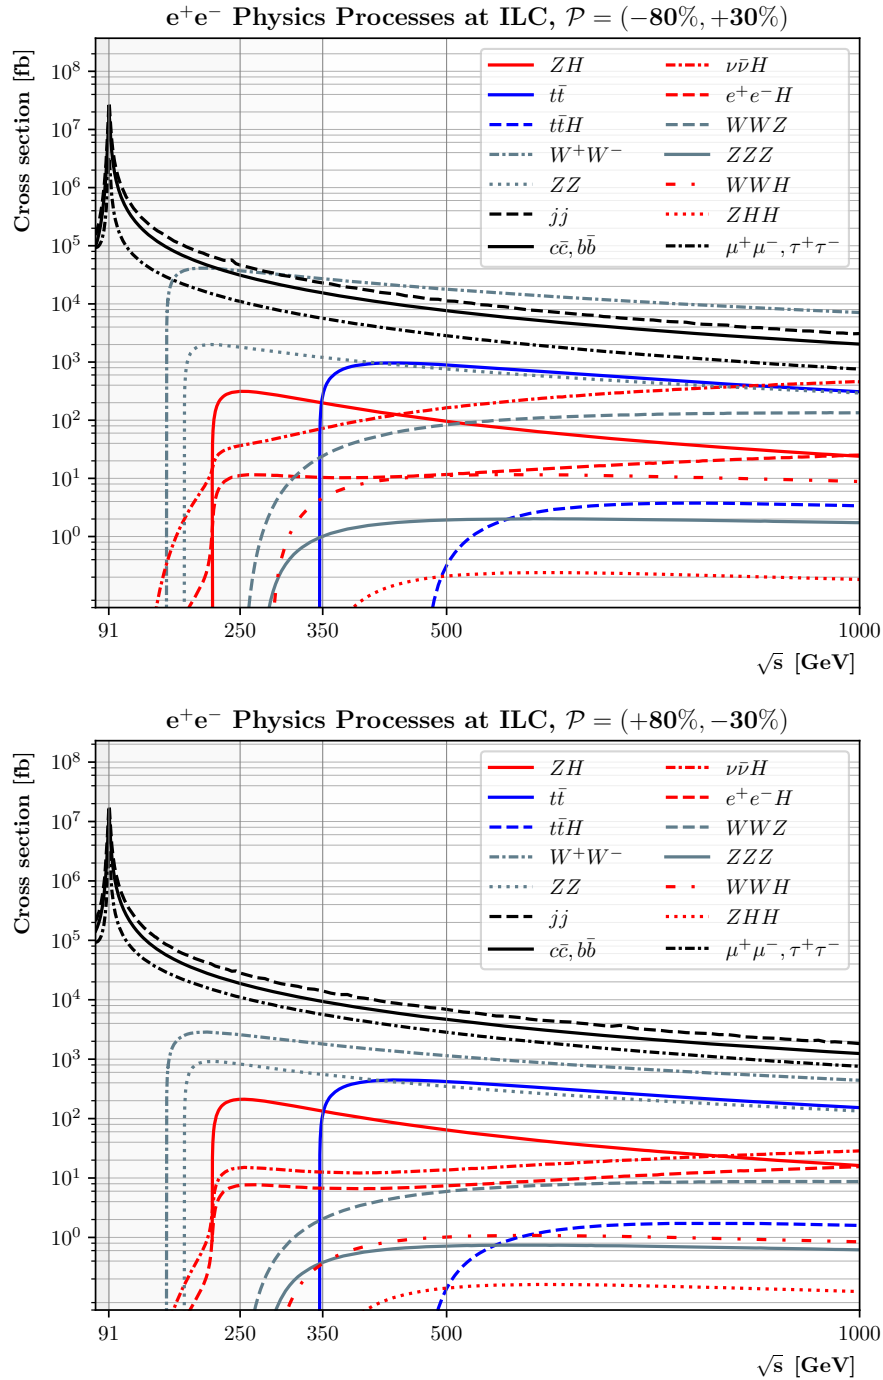 e⁺e⁻ Physics Processes at ILC, 𝒫 = (−80%, +30%)
Cross section [fb]
10⁸
10⁷
10⁶
10⁵
10⁴
10³
10²
10¹
10⁰
ZH
tt̄
tt̄H
W⁺W⁻
ZZ
jj
cc̄, bb̄
νν̄H
e⁺e⁻H
WWZ
ZZZ
WWH
ZHH
μ⁺μ⁻, τ⁺τ⁻
91 250 350 500 1000
√s [GeV]
e⁺e⁻ Physics Processes at ILC, 𝒫 = (+80%, −30%)
Cross section [fb]
10⁸
10⁷
10⁶
10⁵
10⁴
10³
10²
10¹
10⁰
ZH
tt̄
tt̄H
W⁺W⁻
ZZ
jj
cc̄, bb̄
νν̄H
e⁺e⁻H
WWZ
ZZZ
WWH
ZHH
μ⁺μ⁻, τ⁺τ⁻
91 250 350 500 1000
√s [GeV]